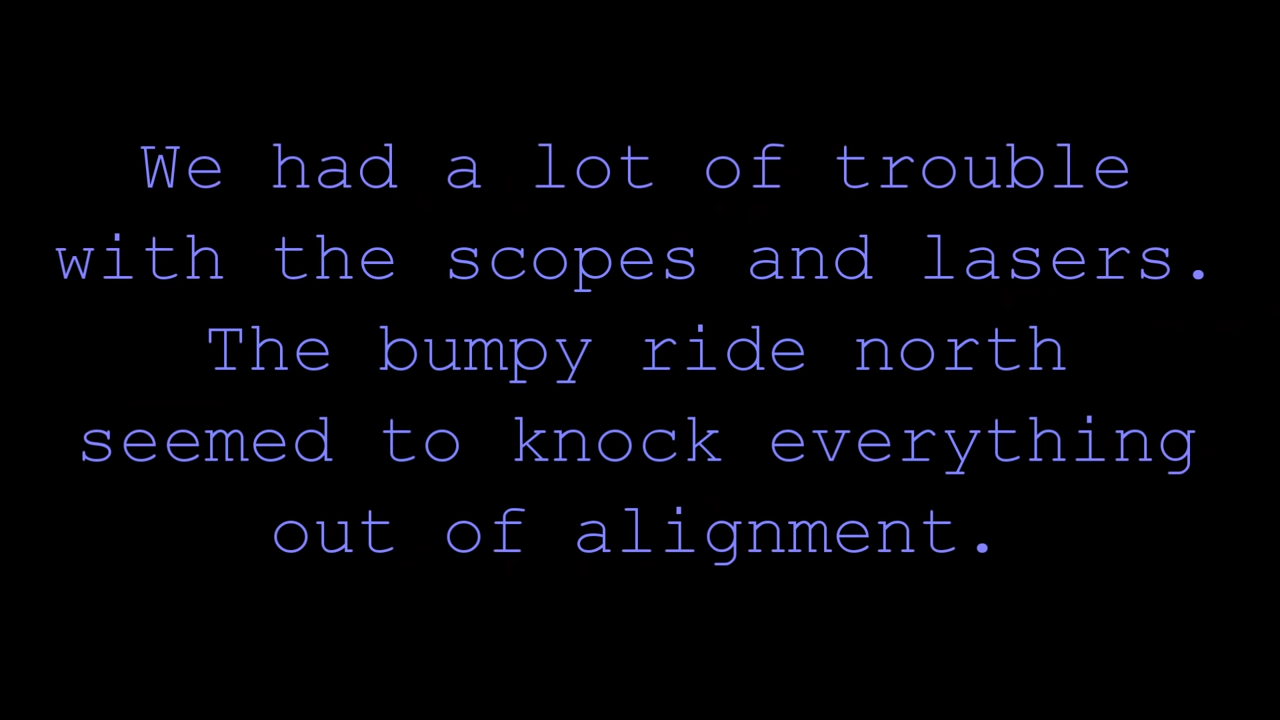 We had a lot of trouble
with the scopes and lasers.
The bumpy ride north
seemed to knock everything
out of alignment.